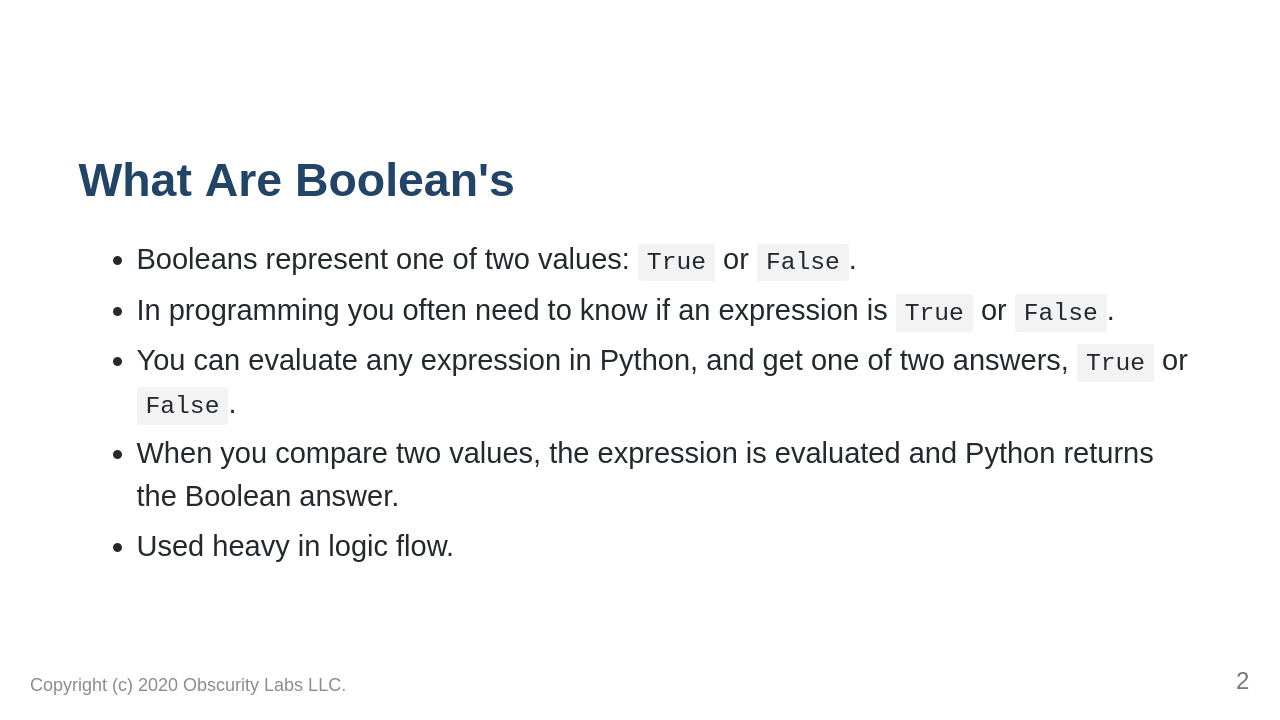 What Are Boolean's
• Booleans represent one of two values: True or False.
• In programming you often need to know if an expression is True or False.
• You can evaluate any expression in Python, and get one of two answers, True or
False.
• When you compare two values, the expression is evaluated and Python returns
the Boolean answer.
• Used heavy in logic flow.
Copyright (c) 2020 Obscurity Labs LLC.
2